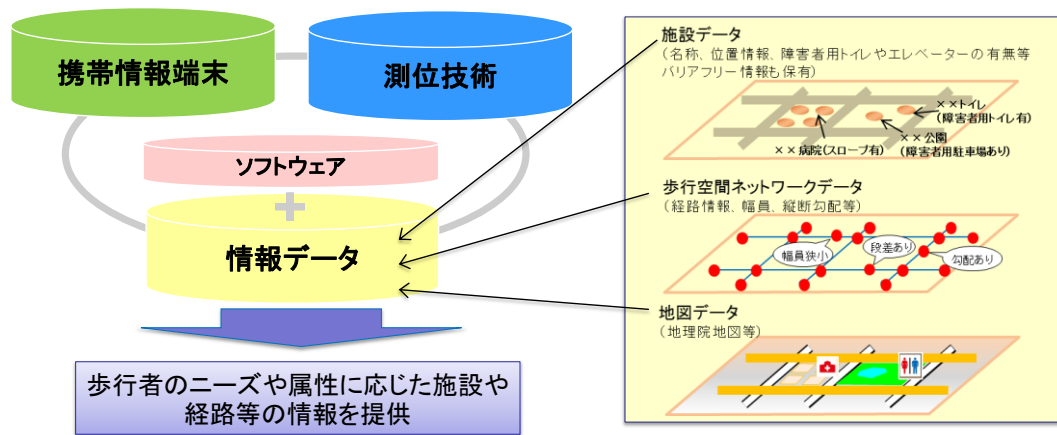 携帯情報端末
測位技術
ソフトウェア
+
情報データ
歩行者のニーズや属性に応じた施設や
経路等の情報を提供
施設データ
(名称、位置情報、障害者用トイレやエレベーターの有無等
バリアフリー情報も保有)
××トイレ
(障害者用トイレ有)
××公園
(障害者用駐車場あり)
××病院(スロープ有)
歩行空間ネットワークデータ
(経路情報、幅員、縦断勾配等)
幅員狭小
段差あり
勾配あり
地図データ
(地理院地図等)